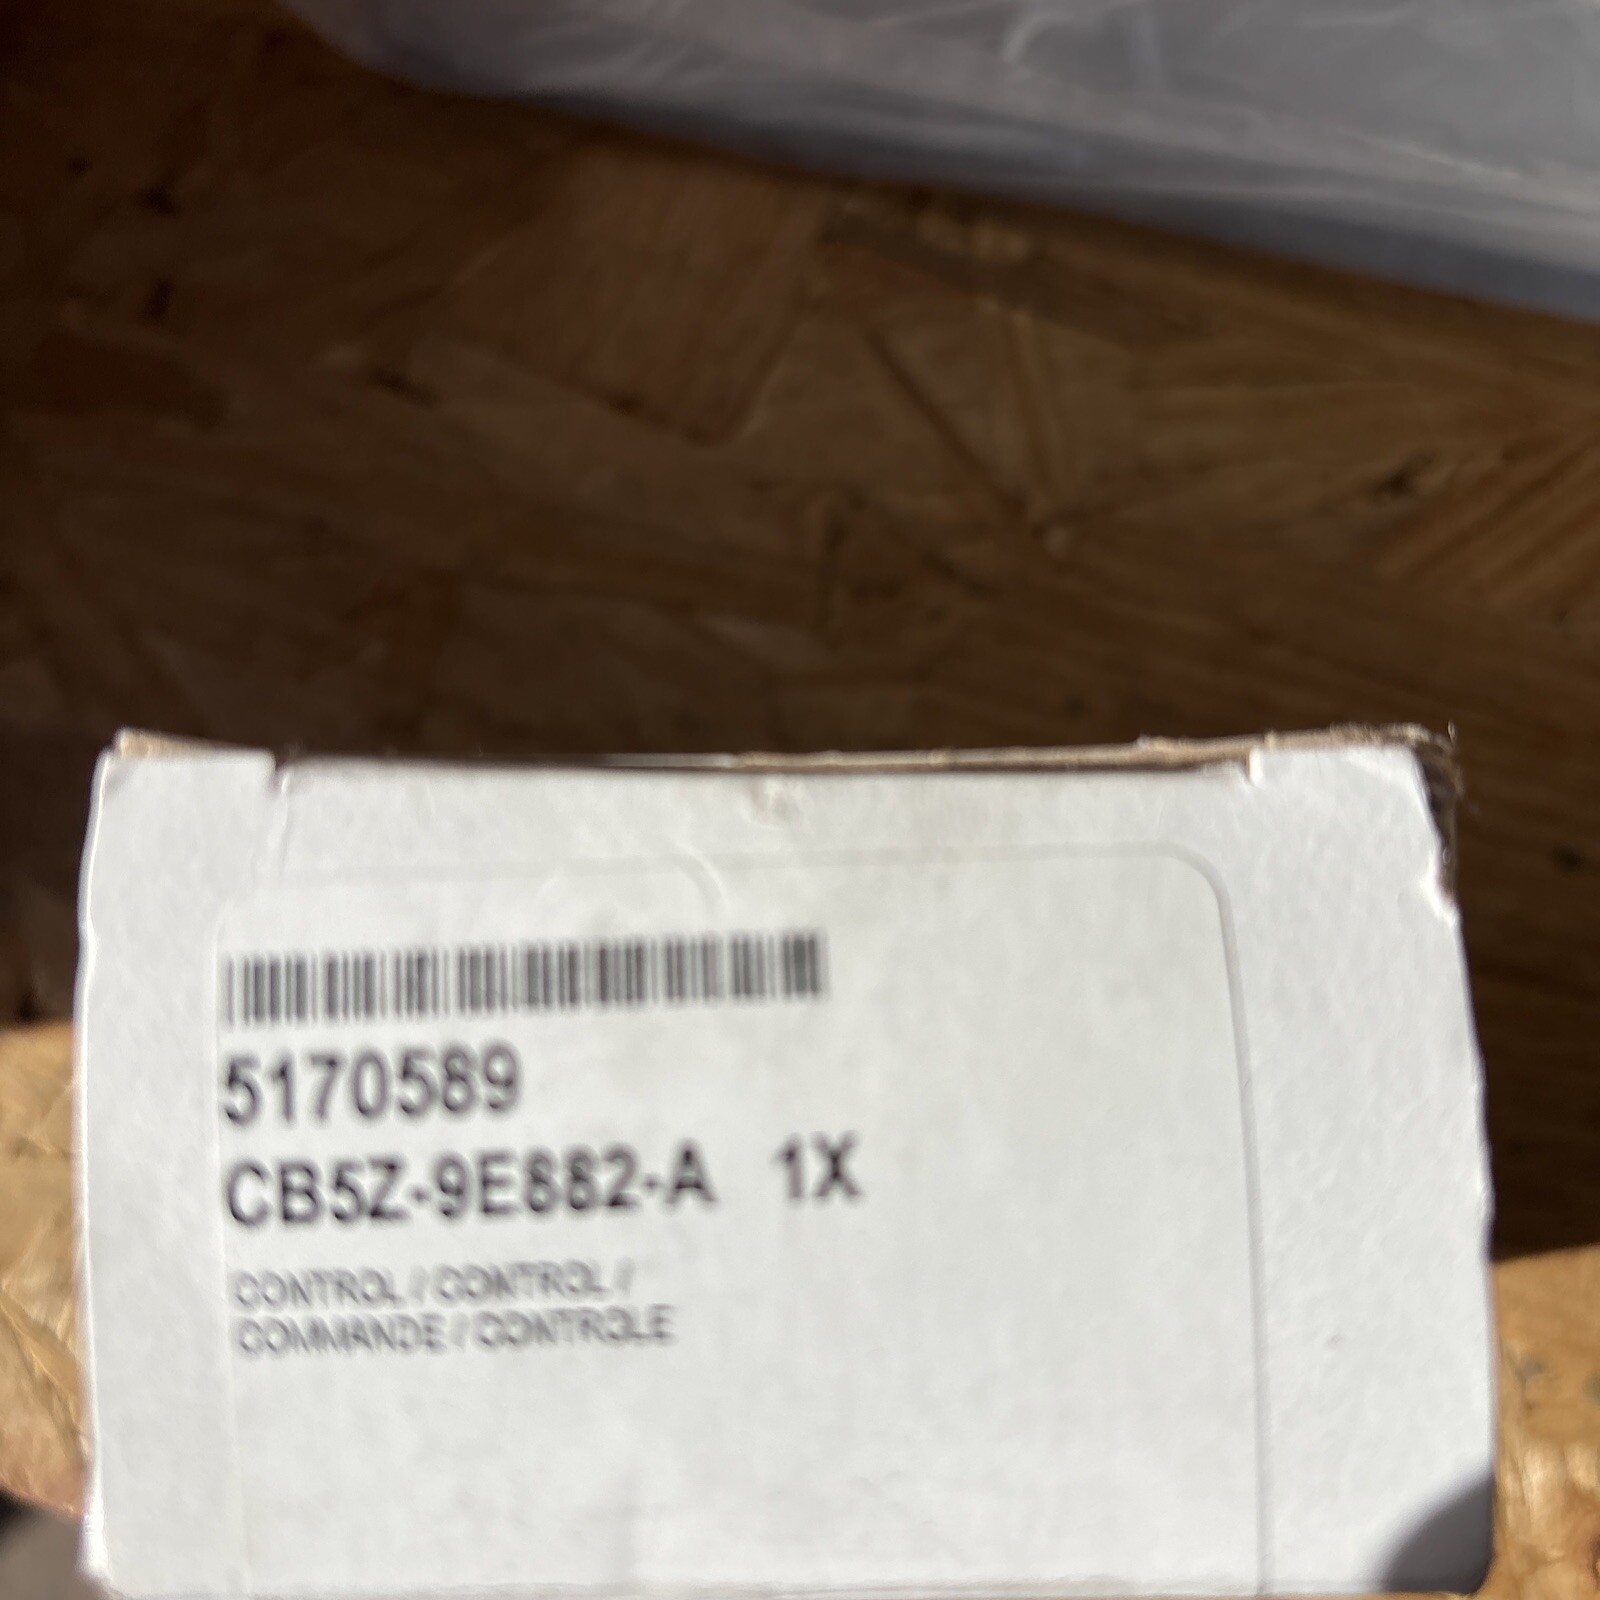 5170589
CB5Z-9E882-A 1X
CONTROL / CONTROL /
COMMANDE / CONTROLE